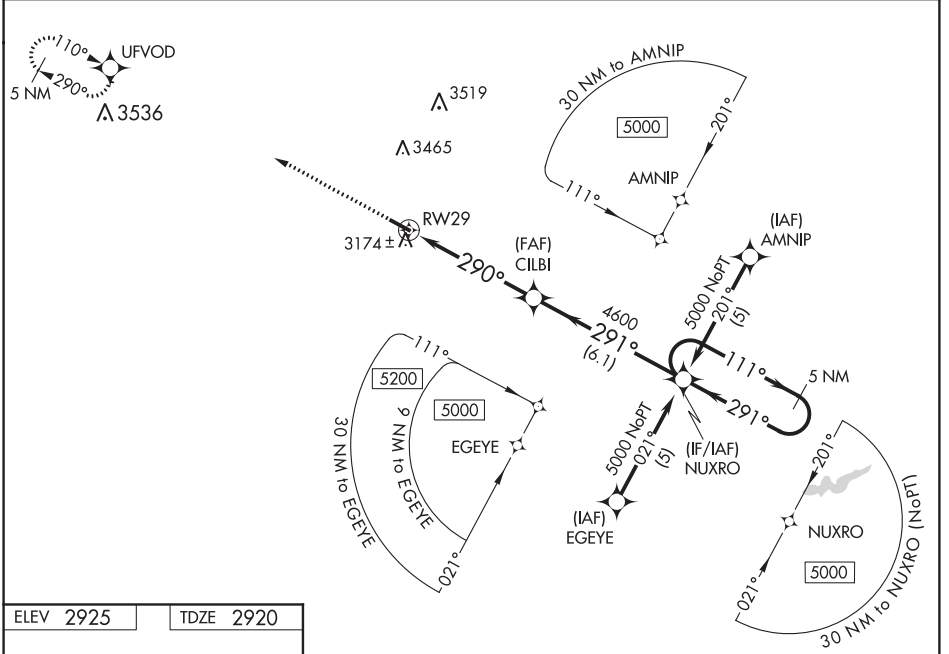 110°
UFVOD
290°
5 NM
3536
3519
3465
RW29
3174 ±
290°
(FAF)
CILBI
4600
291°
(6.1)
30 NM to AMNIP
5000
201°
AMNIP
111°
(IAF)
AMNIP
5000 NoPT
201°
(5)
111°
5 NM
291°
(IF/IAF)
NUXRO
5000 NoPT
021°
(5)
(IAF)
EGEYE
111°
5200
5000
EGEYE
9 NM to EGEYE
30 NM to EGEYE
021°
201°
NUXRO
5000
021°
30 NM to NUXRO (NoPT)
ELEV 2925
TDZE 2920